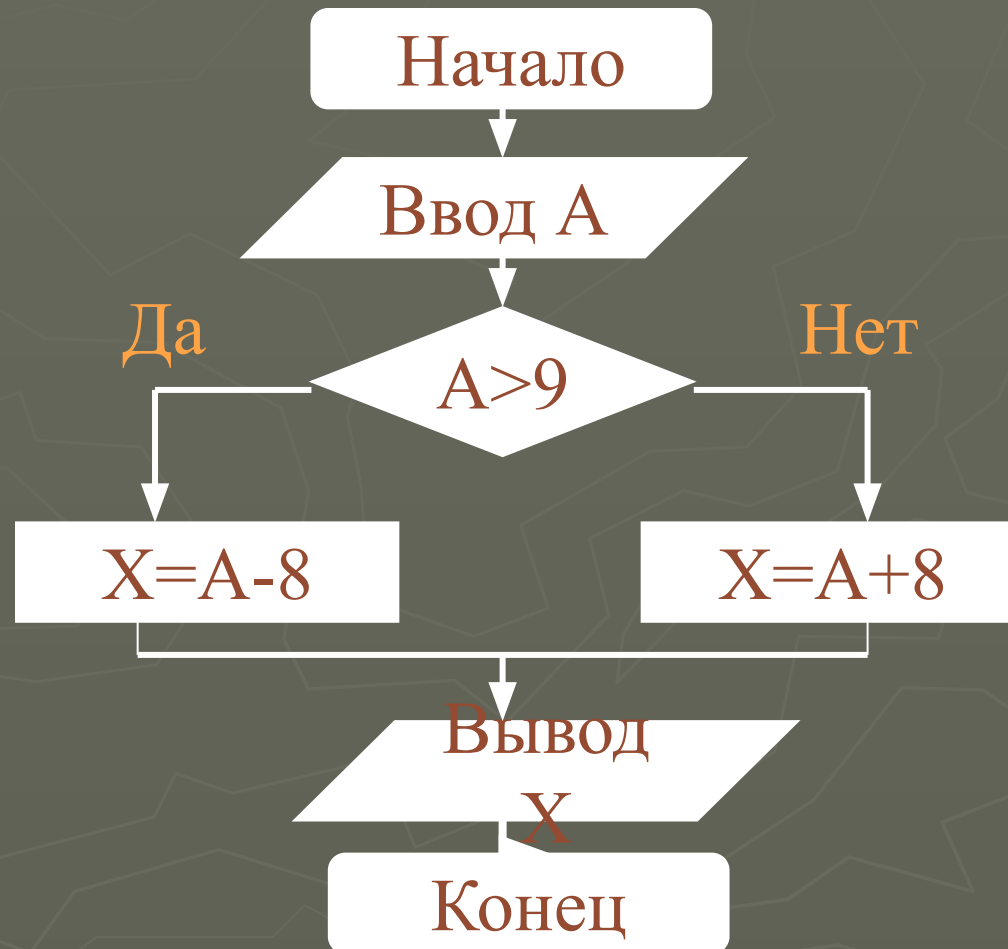 Начало
Ввод А
Да
Нет
А>9
Х=А-8
Х=А+8
Вывод
Х
Конец